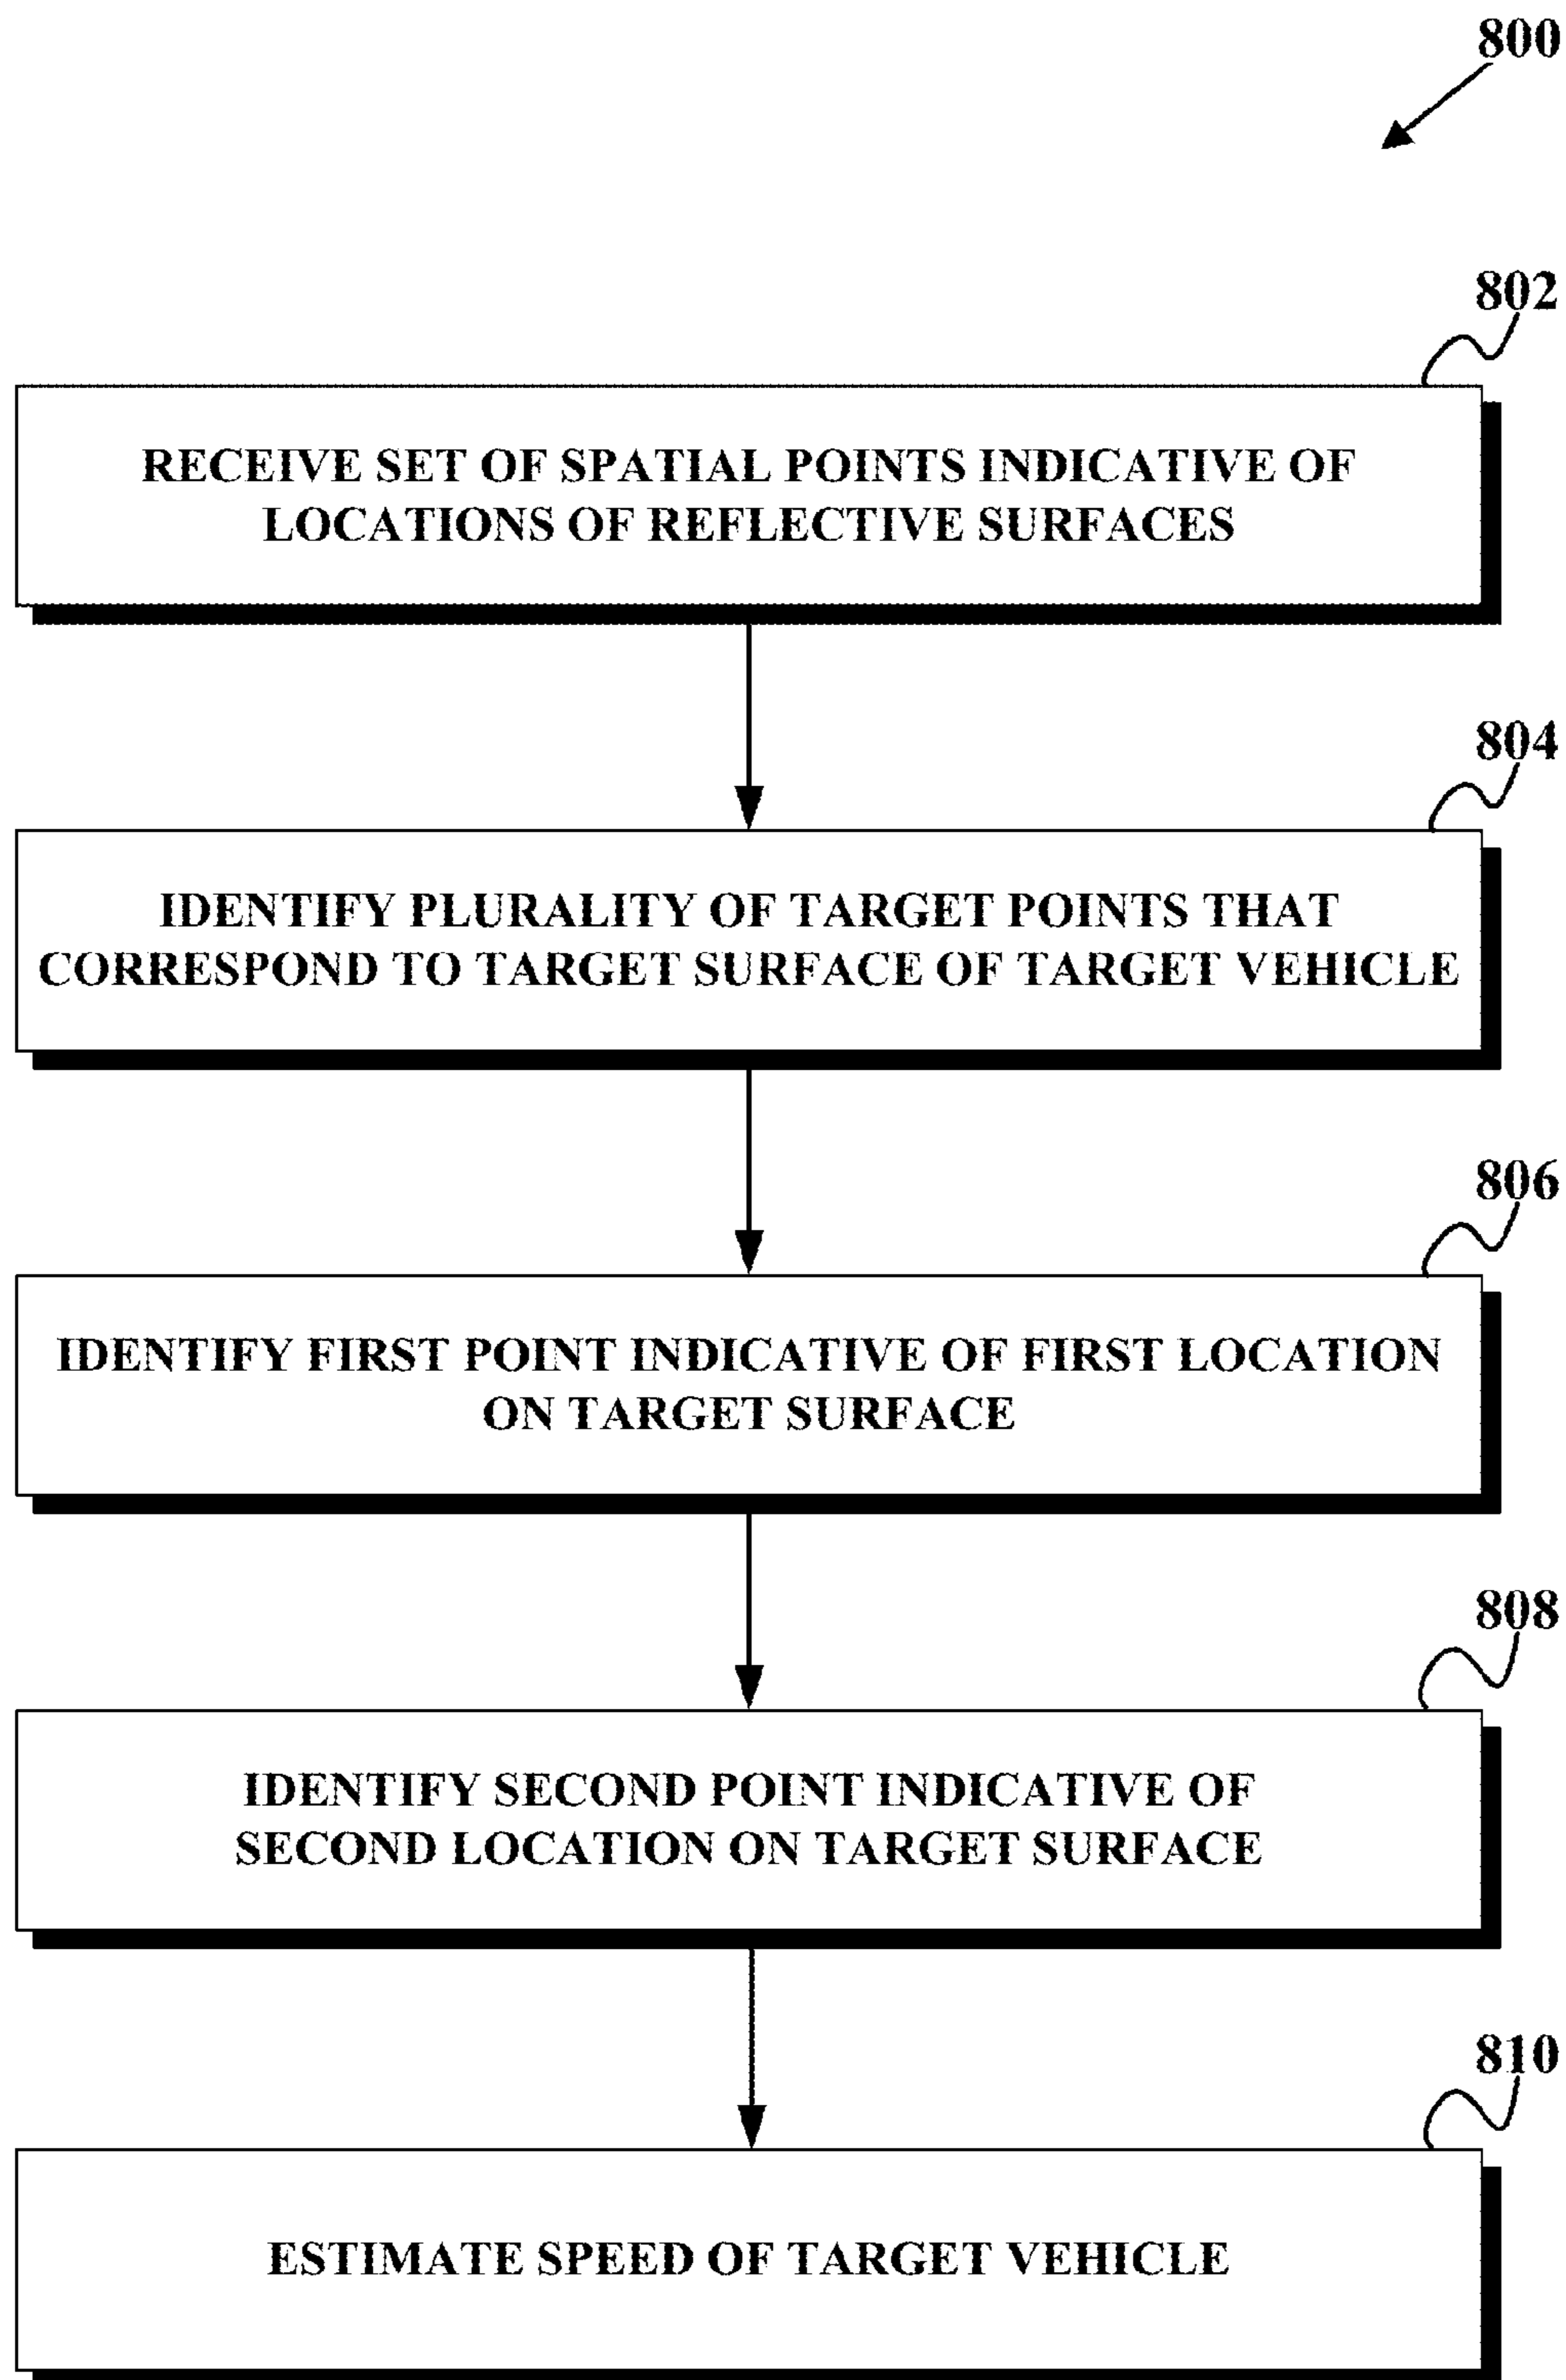 800
802
RECEIVE SET OF SPATIAL POINTS INDICATIVE OF
LOCATIONS OF REFLECTIVE SURFACES
804
IDENTIFY PLURALITY OF TARGET POINTS THAT
CORRESPOND TO TARGET SURFACE OF TARGET VEHICLE
806
IDENTIFY FIRST POINT INDICATIVE OF FIRST LOCATION
ON TARGET SURFACE
808
IDENTIFY SECOND POINT INDICATIVE OF
SECOND LOCATION ON TARGET SURFACE
810
ESTIMATE SPEED OF TARGET VEHICLE